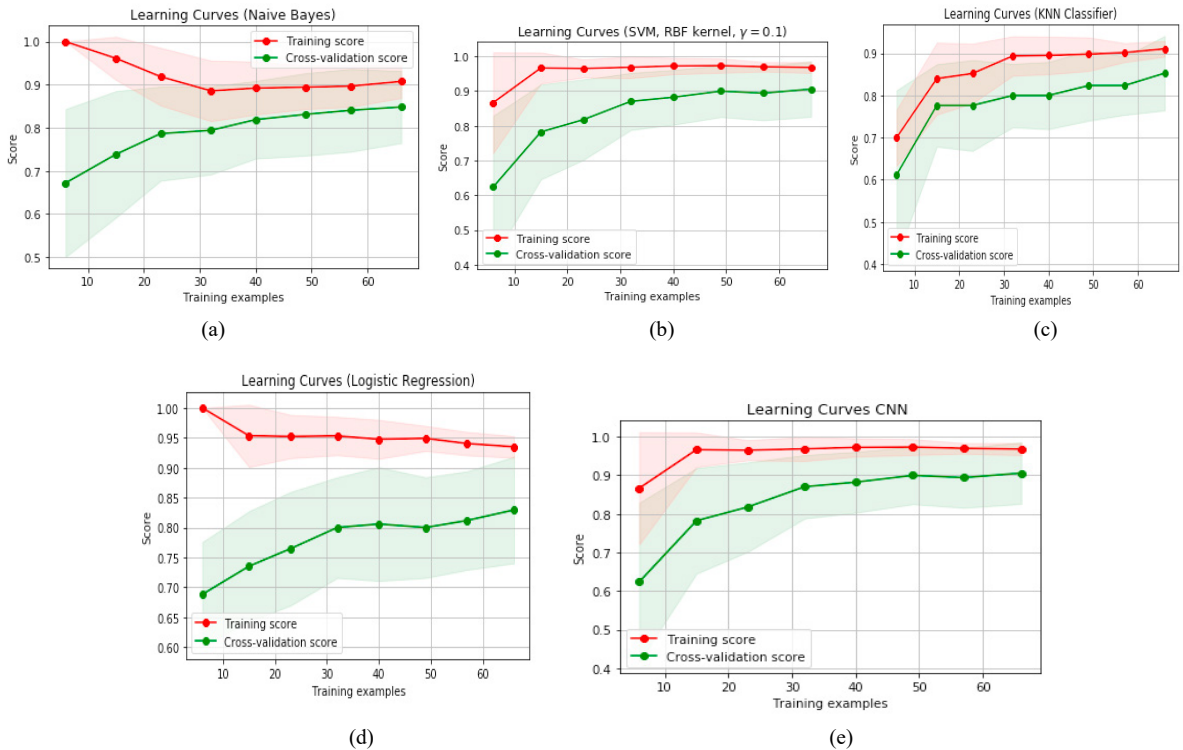 Learning Curves (Naive Bayes)
1.0
0.9
0.8
0.7
0.6
0.5
Score
Training score
Cross-validation score
10 20 30 40 50 60
Training examples
(a)
Learning Curves (SVM, RBF kernel, γ = 0.1)
1.0
0.9
0.8
0.7
0.6
0.5
0.4
Score
Training score
Cross-validation score
10 20 30 40 50 60
Training examples
(b)
Learning Curves (KNN Classifier)
0.9
0.8
0.7
0.6
0.5
0.4
Score
Training score
Cross-validation score
10 20 30 40 50 60
Training examples
(c)
Learning Curves (Logistic Regression)
1.00
0.95
0.90
0.85
0.80
0.75
0.70
0.65
0.60
Score
Training score
Cross-validation score
10 20 30 40 50 60
Training examples
(d)
Learning Curves CNN
1.0
0.9
0.8
0.7
0.6
0.5
0.4
Score
Training score
Cross-validation score
10 20 30 40 50 60
Training examples
(e)